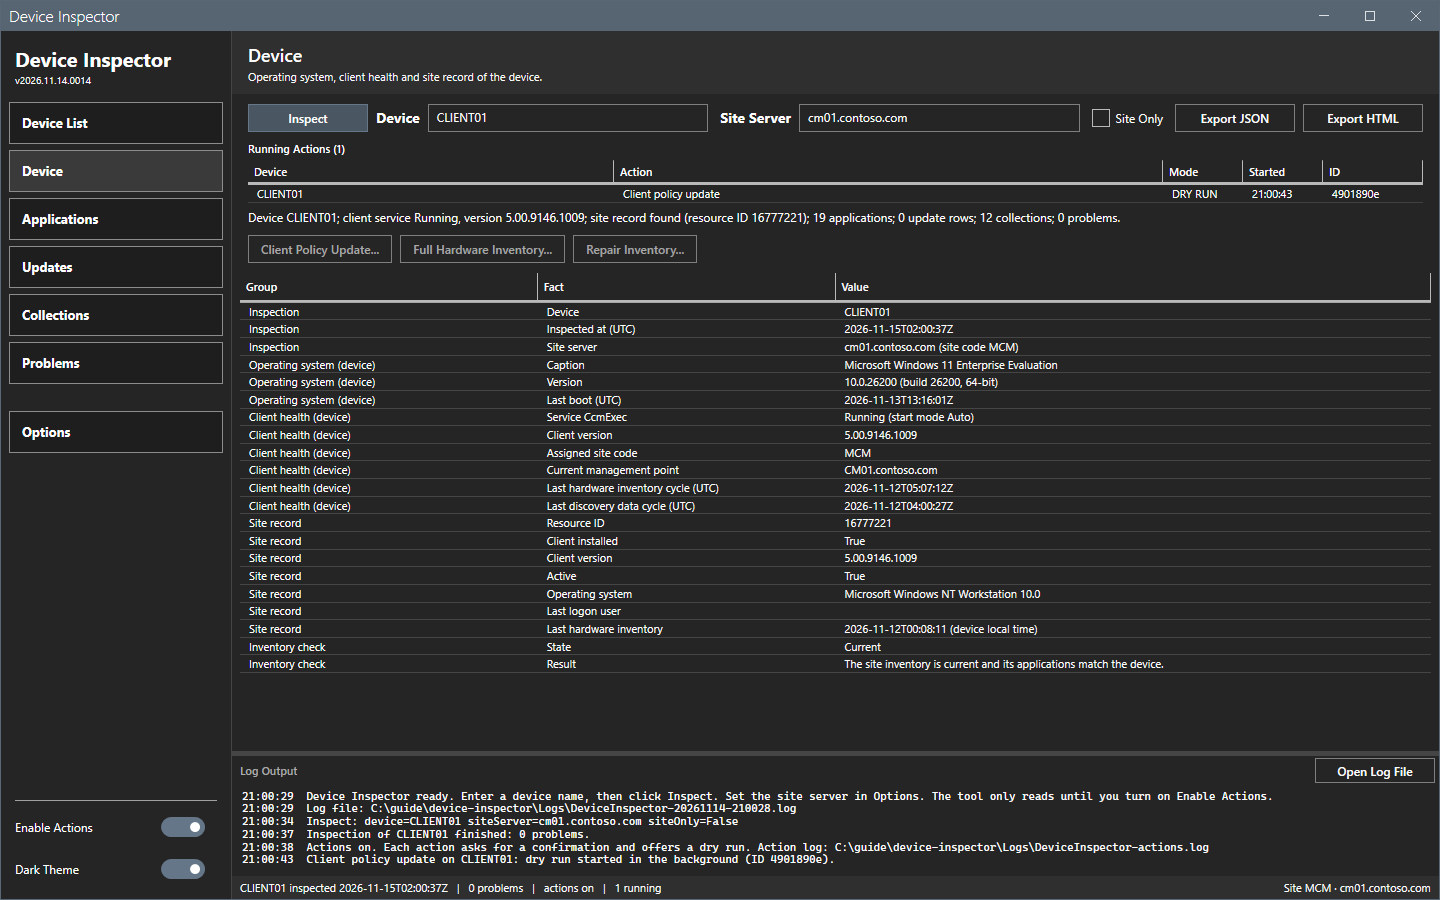 Device Inspector
Device Inspector
v2026.11.14.0014
Device List
Device
Applications
Updates
Collections
Problems
Options
Enable Actions
Dark Theme
Device
Operating system, client health and site record of the device.
Inspect Device CLIENT01 Site Server cm01.contoso.com Site Only Export JSON Export HTML
Running Actions (1)
Device Action Mode Started ID
CLIENT01 Client policy update DRY RUN 21:00:43 4901890e
Device CLIENT01; client service Running, version 5.00.9146.1009; site record found (resource ID 16777221); 19 applications; 0 update rows; 12 collections; 0 problems.
Client Policy Update... Full Hardware Inventory... Repair Inventory...
Group Fact Value
Inspection Device CLIENT01
Inspection Inspected at (UTC) 2026-11-15T02:00:37Z
Inspection Site server cm01.contoso.com (site code MCM)
Operating system (device) Caption Microsoft Windows 11 Enterprise Evaluation
Operating system (device) Version 10.0.26200 (build 26200, 64-bit)
Operating system (device) Last boot (UTC) 2026-11-13T13:16:01Z
Client health (device) Service CcmExec Running (start mode Auto)
Client health (device) Client version 5.00.9146.1009
Client health (device) Assigned site code MCM
Client health (device) Current management point CM01.contoso.com
Client health (device) Last hardware inventory cycle (UTC) 2026-11-12T05:07:12Z
Client health (device) Last discovery data cycle (UTC) 2026-11-12T04:00:27Z
Site record Resource ID 16777221
Site record Client installed True
Site record Client version 5.00.9146.1009
Site record Active True
Site record Operating system Microsoft Windows NT Workstation 10.0
Site record Last logon user
Site record Last hardware inventory 2026-11-12T00:08:11 (device local time)
Inventory check State Current
Inventory check Result The site inventory is current and its applications match the device.
Log Output Open Log File
21:00:29 Device Inspector ready. Enter a device name, then click Inspect. Set the site server in Options. The tool only reads until you turn on Enable Actions.
21:00:29 Log file: C:\guide\device-inspector\Logs\DeviceInspector-20261114-210028.log
21:00:34 Inspect: device=CLIENT01 siteServer=cm01.contoso.com siteOnly=False
21:00:37 Inspection of CLIENT01 finished: 0 problems.
21:00:38 Actions on. Each action asks for a confirmation and offers a dry run. Action log: C:\guide\device-inspector\Logs\DeviceInspector-actions.log
21:00:43 Client policy update on CLIENT01: dry run started in the background (ID 4901890e).
CLIENT01 inspected 2026-11-15T02:00:37Z | 0 problems | actions on | 1 running Site MCM · cm01.contoso.com